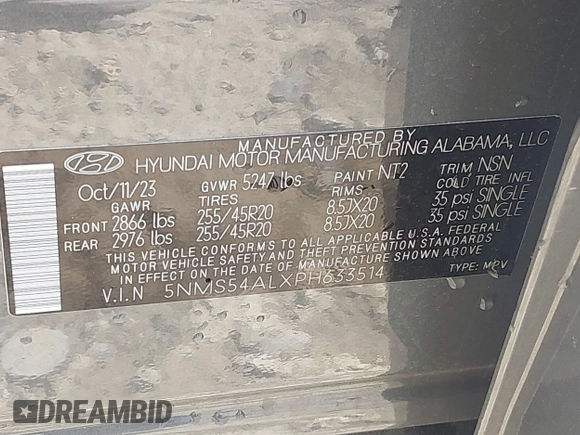 MANUFACTURED BY
HYUNDAI MOTOR MANUFACTURING ALABAMA, LLC
Oct/11/23 GVWR 5247 lbs PAINT NT2 TRIM NSN
GAWR TIRES RIMS COLD TIRE INFL
FRONT 2866 lbs 255/45R20 8.5JX20 35 psi SINGLE
REAR 2976 lbs 255/45R20 8.5JX20 35 psi SINGLE
THIS VEHICLE CONFORMS TO ALL APPLICABLE U.S.A. FEDERAL
MOTOR VEHICLE SAFETY AND THEFT PREVENTION STANDARDS
IN EFFECT ON THE DATE OF MANUFACTURE SHOWN ABOVE.
V.I.N 5NMS54ALXPH633514 TYPE: MPV
DREAMBID